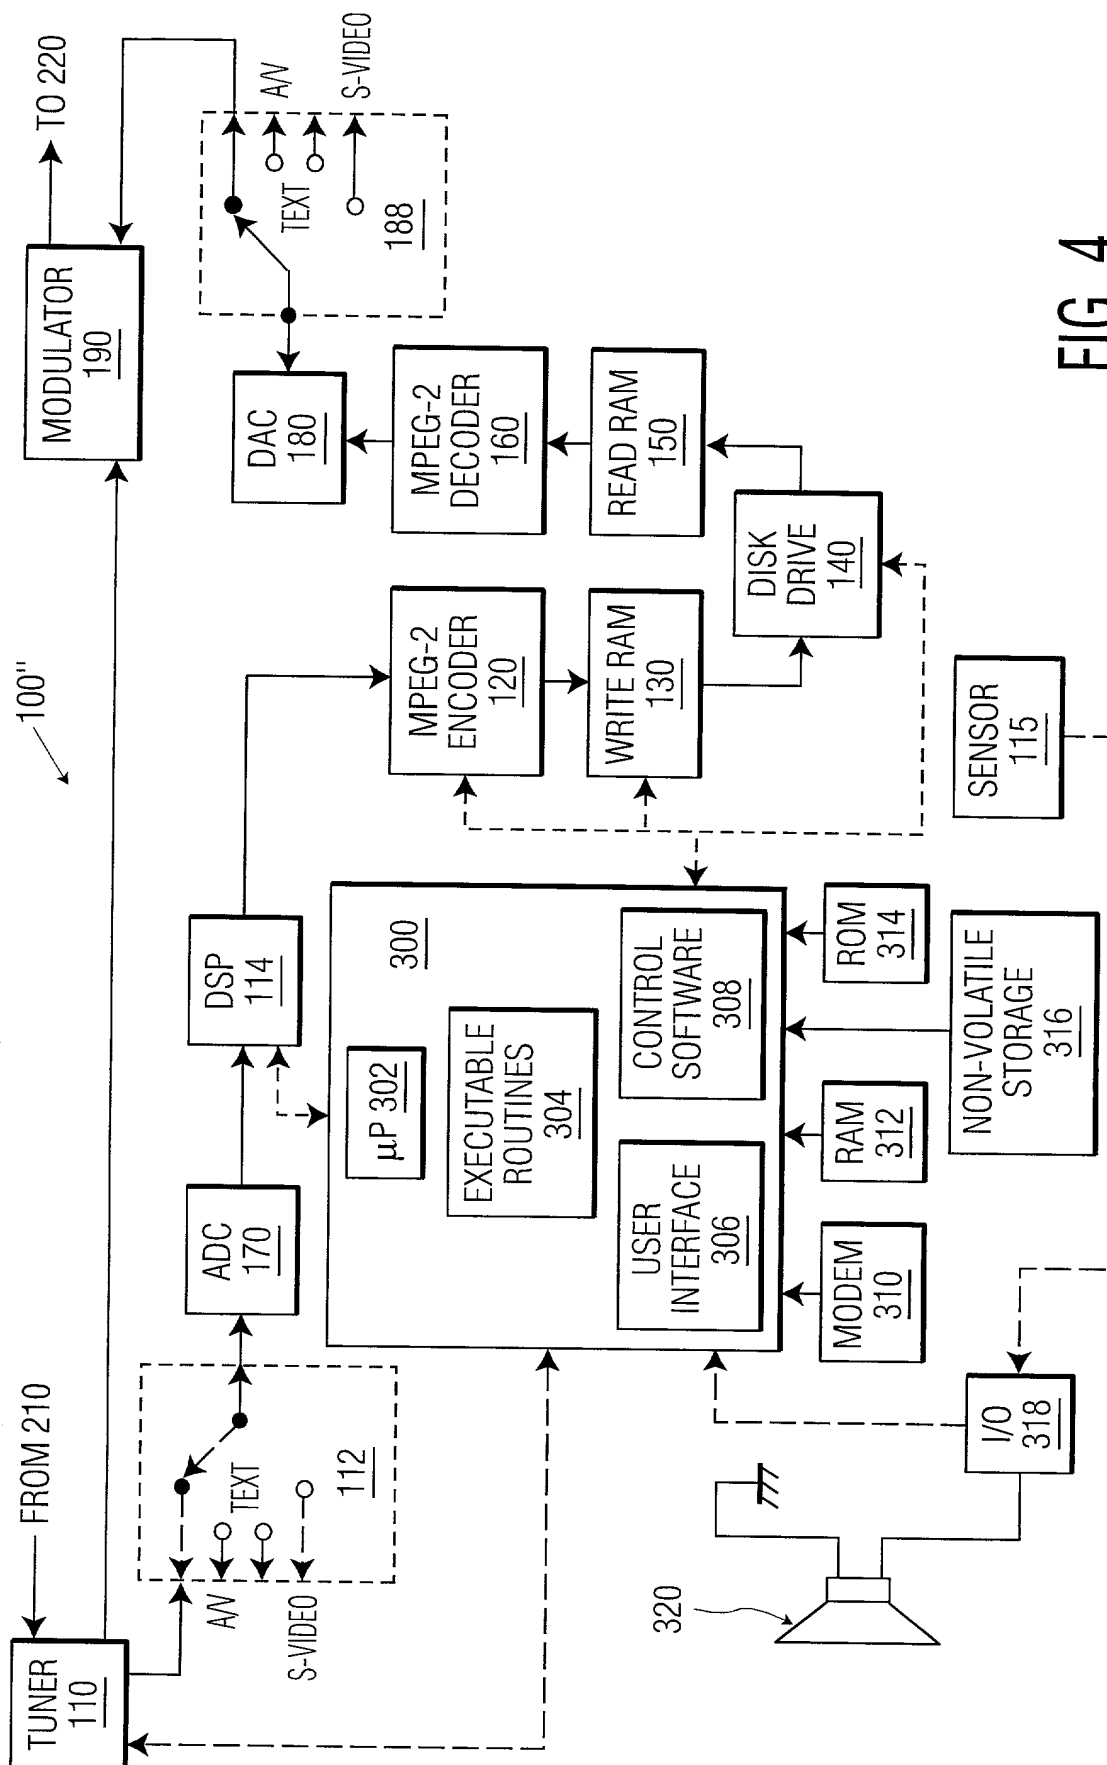 100"
FROM 210
TUNER
110
MODULATOR
190
TO 220
A/V
TEXT
S-VIDEO
112
ADC
170
DSP
114
A/V
TEXT
S-VIDEO
188
DAC
180
MPEG-2
ENCODER
120
MPEG-2
DECODER
160
WRITE RAM
130
READ RAM
150
DISK
DRIVE
140
300
µP 302
EXECUTABLE
ROUTINES
304
USER
INTERFACE
306
CONTROL
SOFTWARE
308
MODEM
310
RAM
312
ROM
314
NON-VOLATILE
STORAGE
316
SENSOR
115
I/O
318
320
FIG. 4